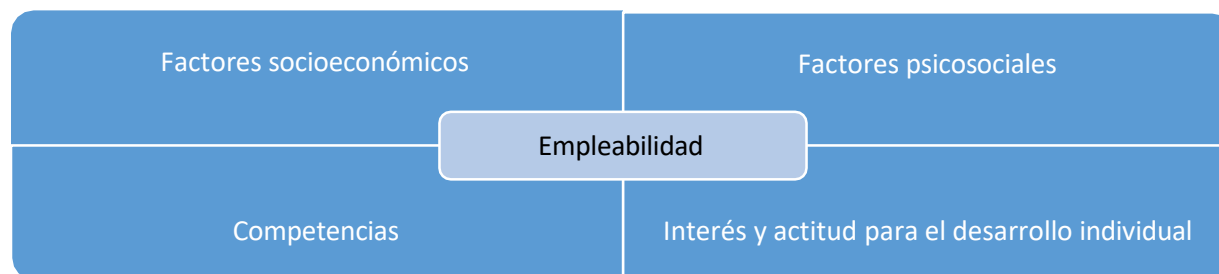 Factores socioeconómicos
Factores psicosociales
Empleabilidad
Competencias
Interés y actitud para el desarrollo individual